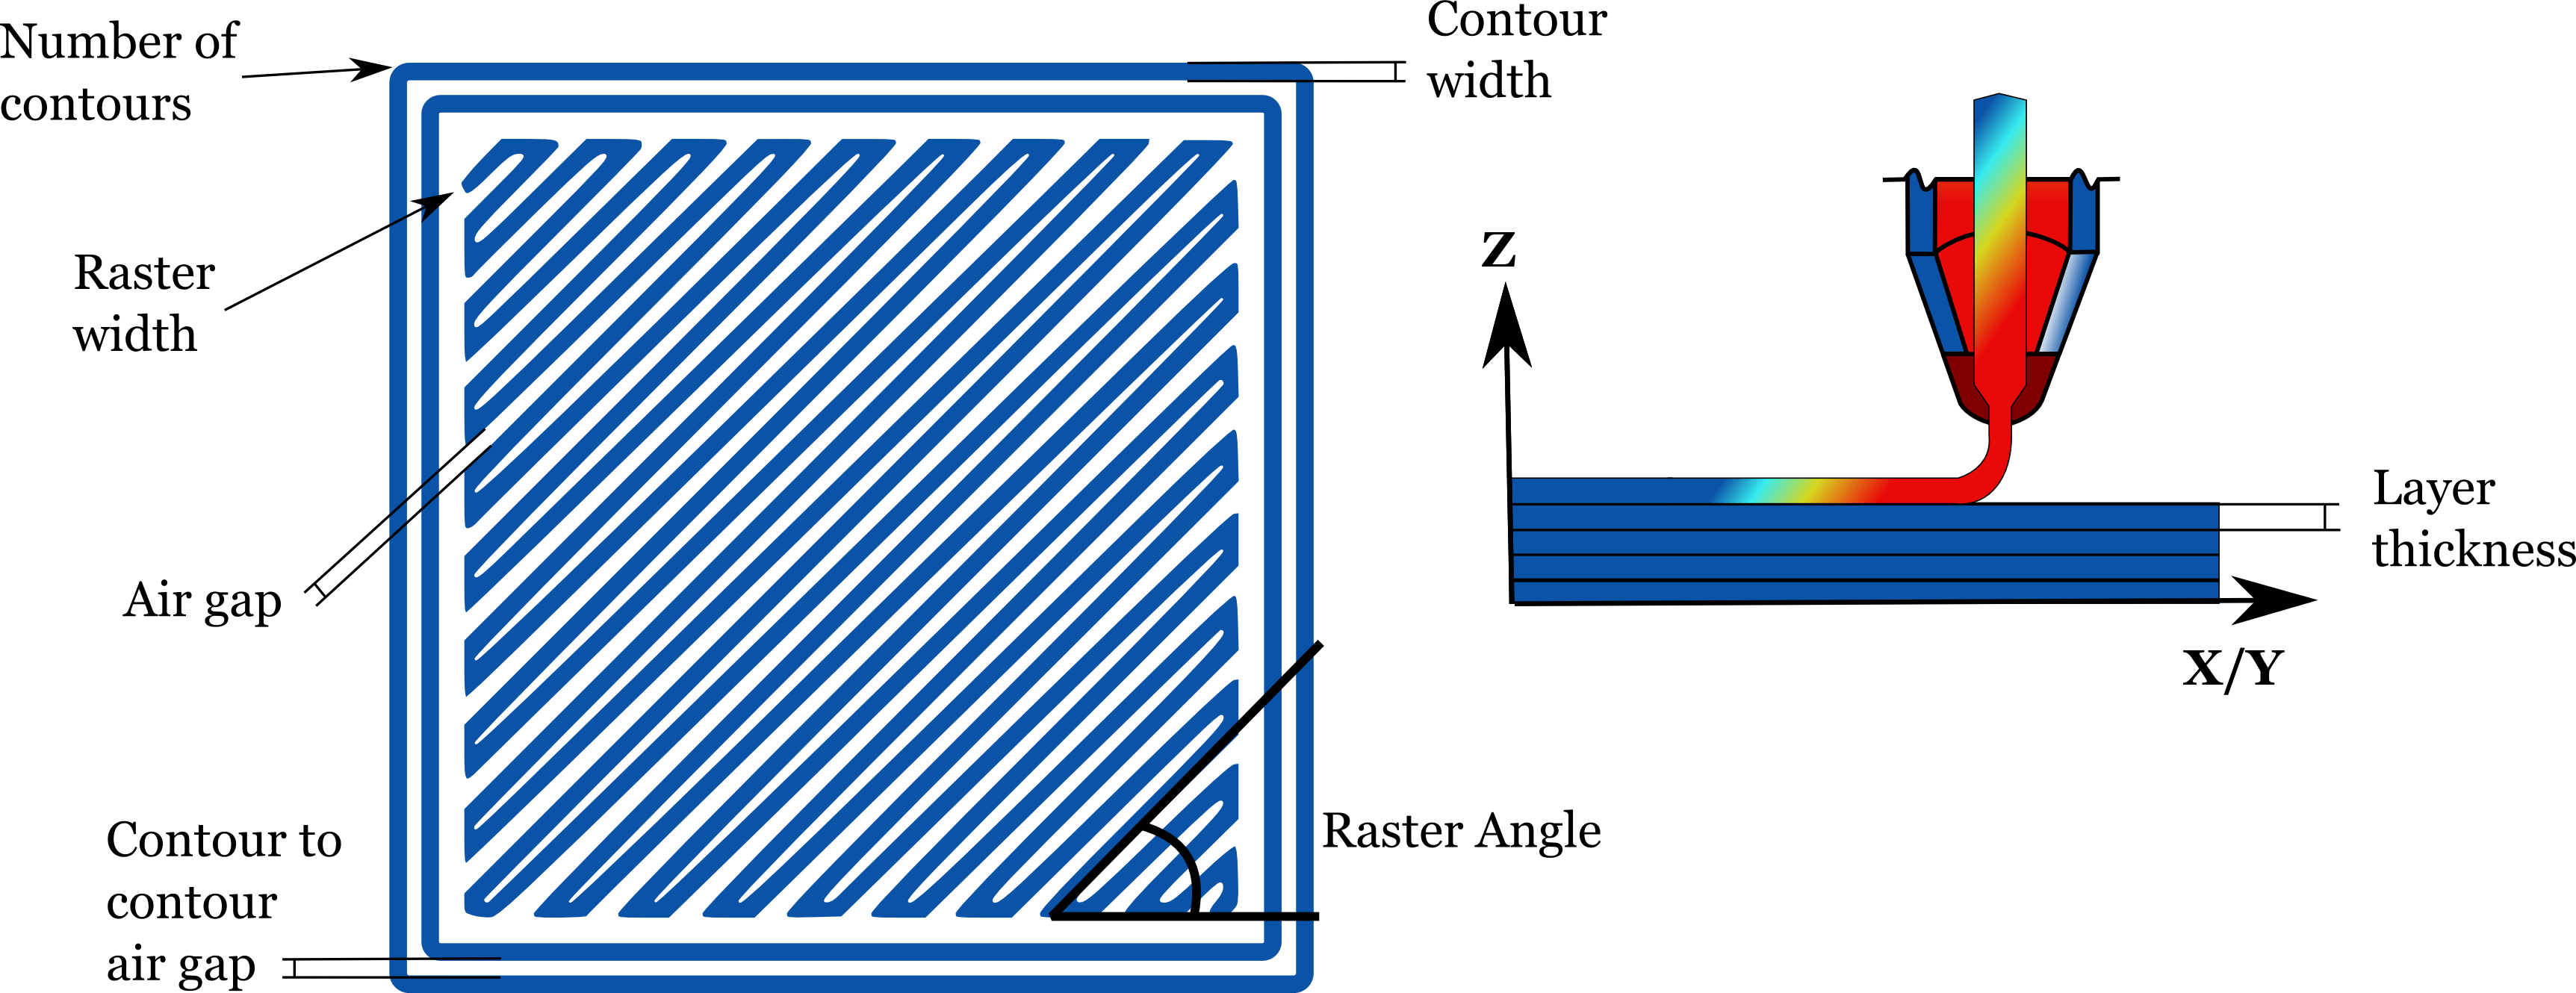 Number of
contours
Contour
width
Raster
width
Air gap
Contour to
contour
air gap
Raster Angle
Z
Layer
thickness
X/Y